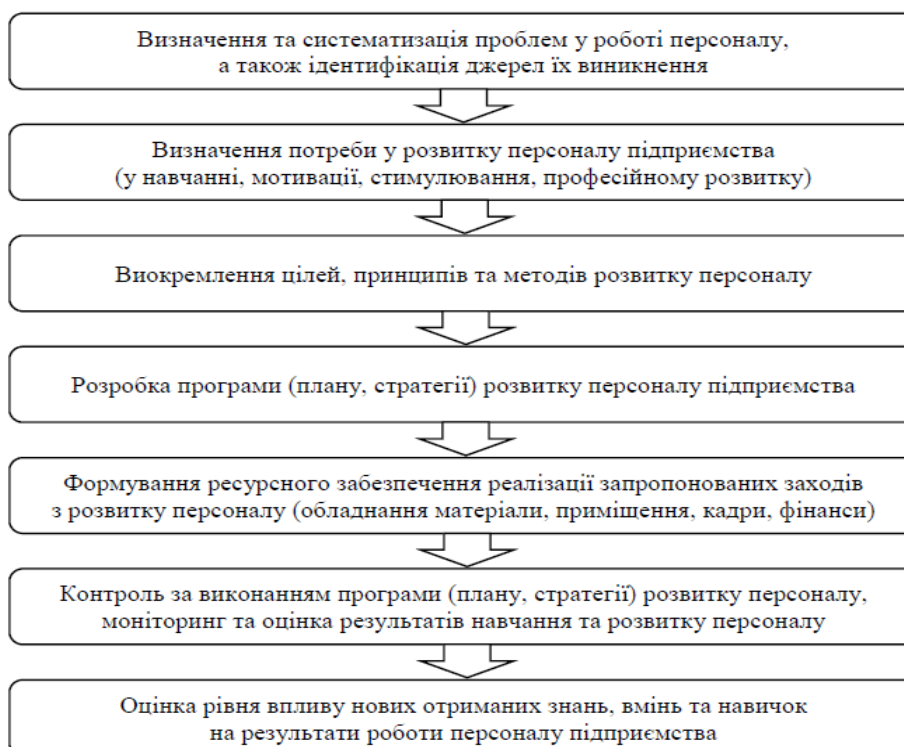 Визначення та систематизація проблем у роботі персоналу,
а також ідентифікація джерел їх виникнення
Визначення потреби у розвитку персоналу підприємства
(у навчанні, мотивації, стимулювання, професійному розвитку)
Виокремлення цілей, принципів та методів розвитку персоналу
Розробка програми (плану, стратегії) розвитку персоналу підприємства
Формування ресурсного забезпечення реалізації запропонованих заходів
з розвитку персоналу (обладнання матеріали, приміщення, кадри, фінанси)
Контроль за виконанням програми (плану, стратегії) розвитку персоналу,
моніторинг та оцінка результатів навчання та розвитку персоналу
Оцінка рівня впливу нових отриманих знань, вмінь та навичок
на результати роботи персоналу підприємства